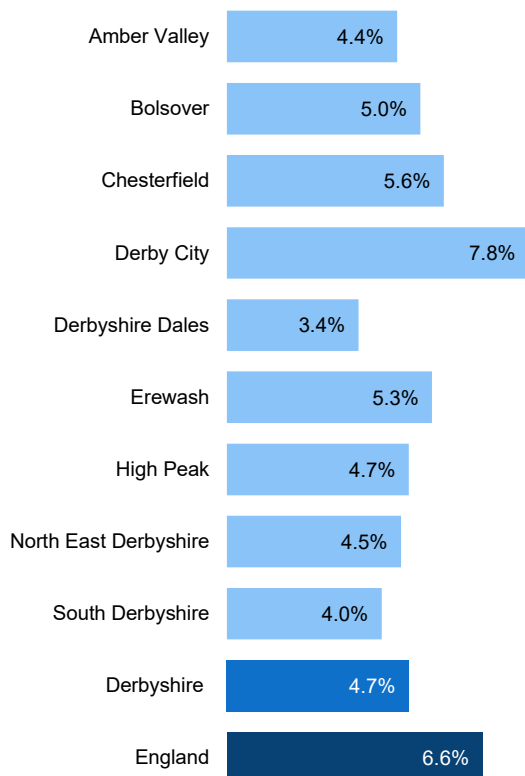 Amber Valley 4.4%
Bolsover 5.0%
Chesterfield 5.6%
Derby City 7.8%
Derbyshire Dales 3.4%
Erewash 5.3%
High Peak 4.7%
North East Derbyshire 4.5%
South Derbyshire 4.0%
Derbyshire 4.7%
England 6.6%